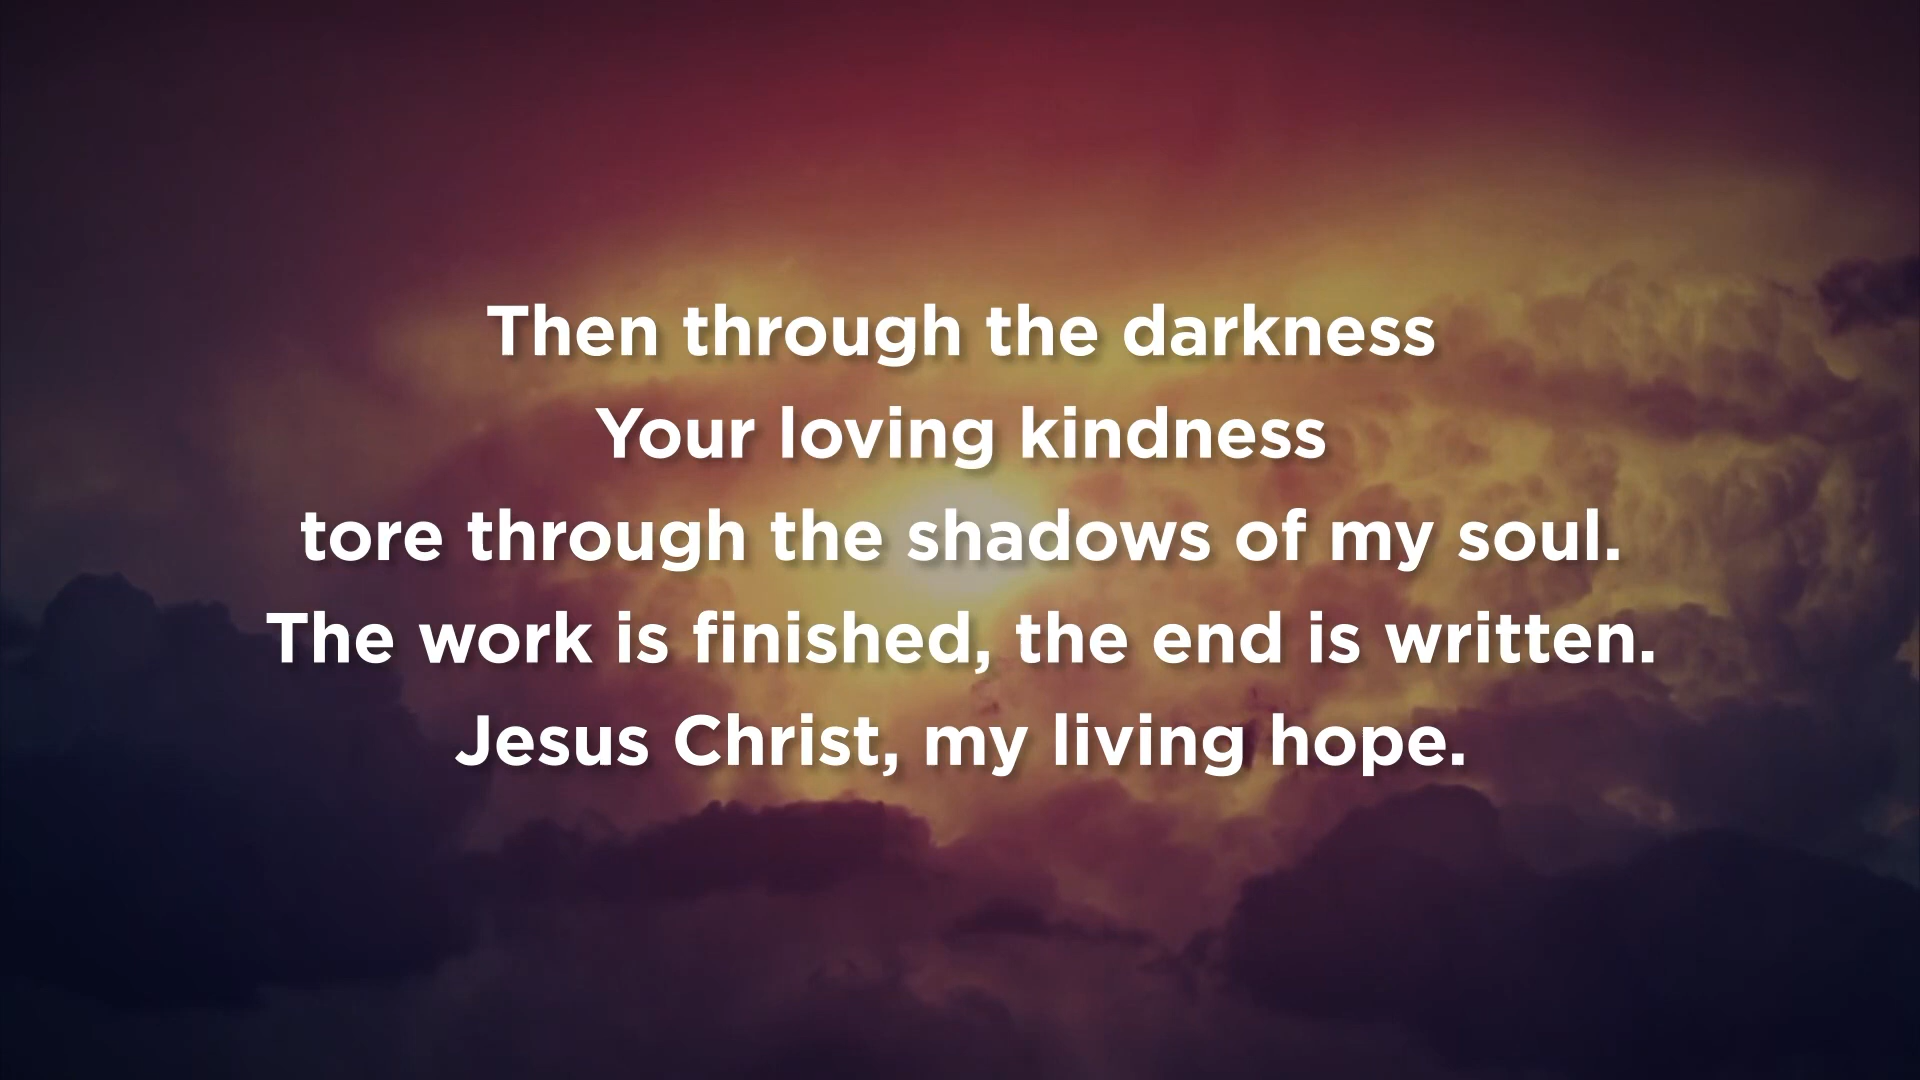 Then through the darkness
Your loving kindness
tore through the shadows of my soul.
The work is finished, the end is written.
Jesus Christ, my living hope.